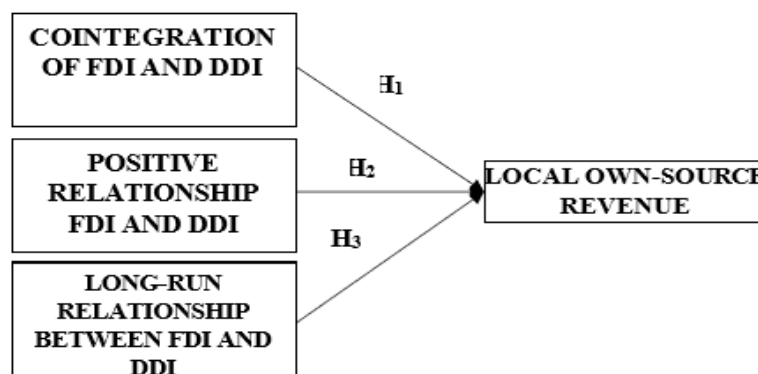 COINTEGRATION
OF FDI AND DDI
H1
POSITIVE
RELATIONSHIP
FDI AND DDI
H2
LOCAL OWN-SOURCE
REVENUE
H3
LONG-RUN
RELATIONSHIP
BETWEEN FDI AND
DDI